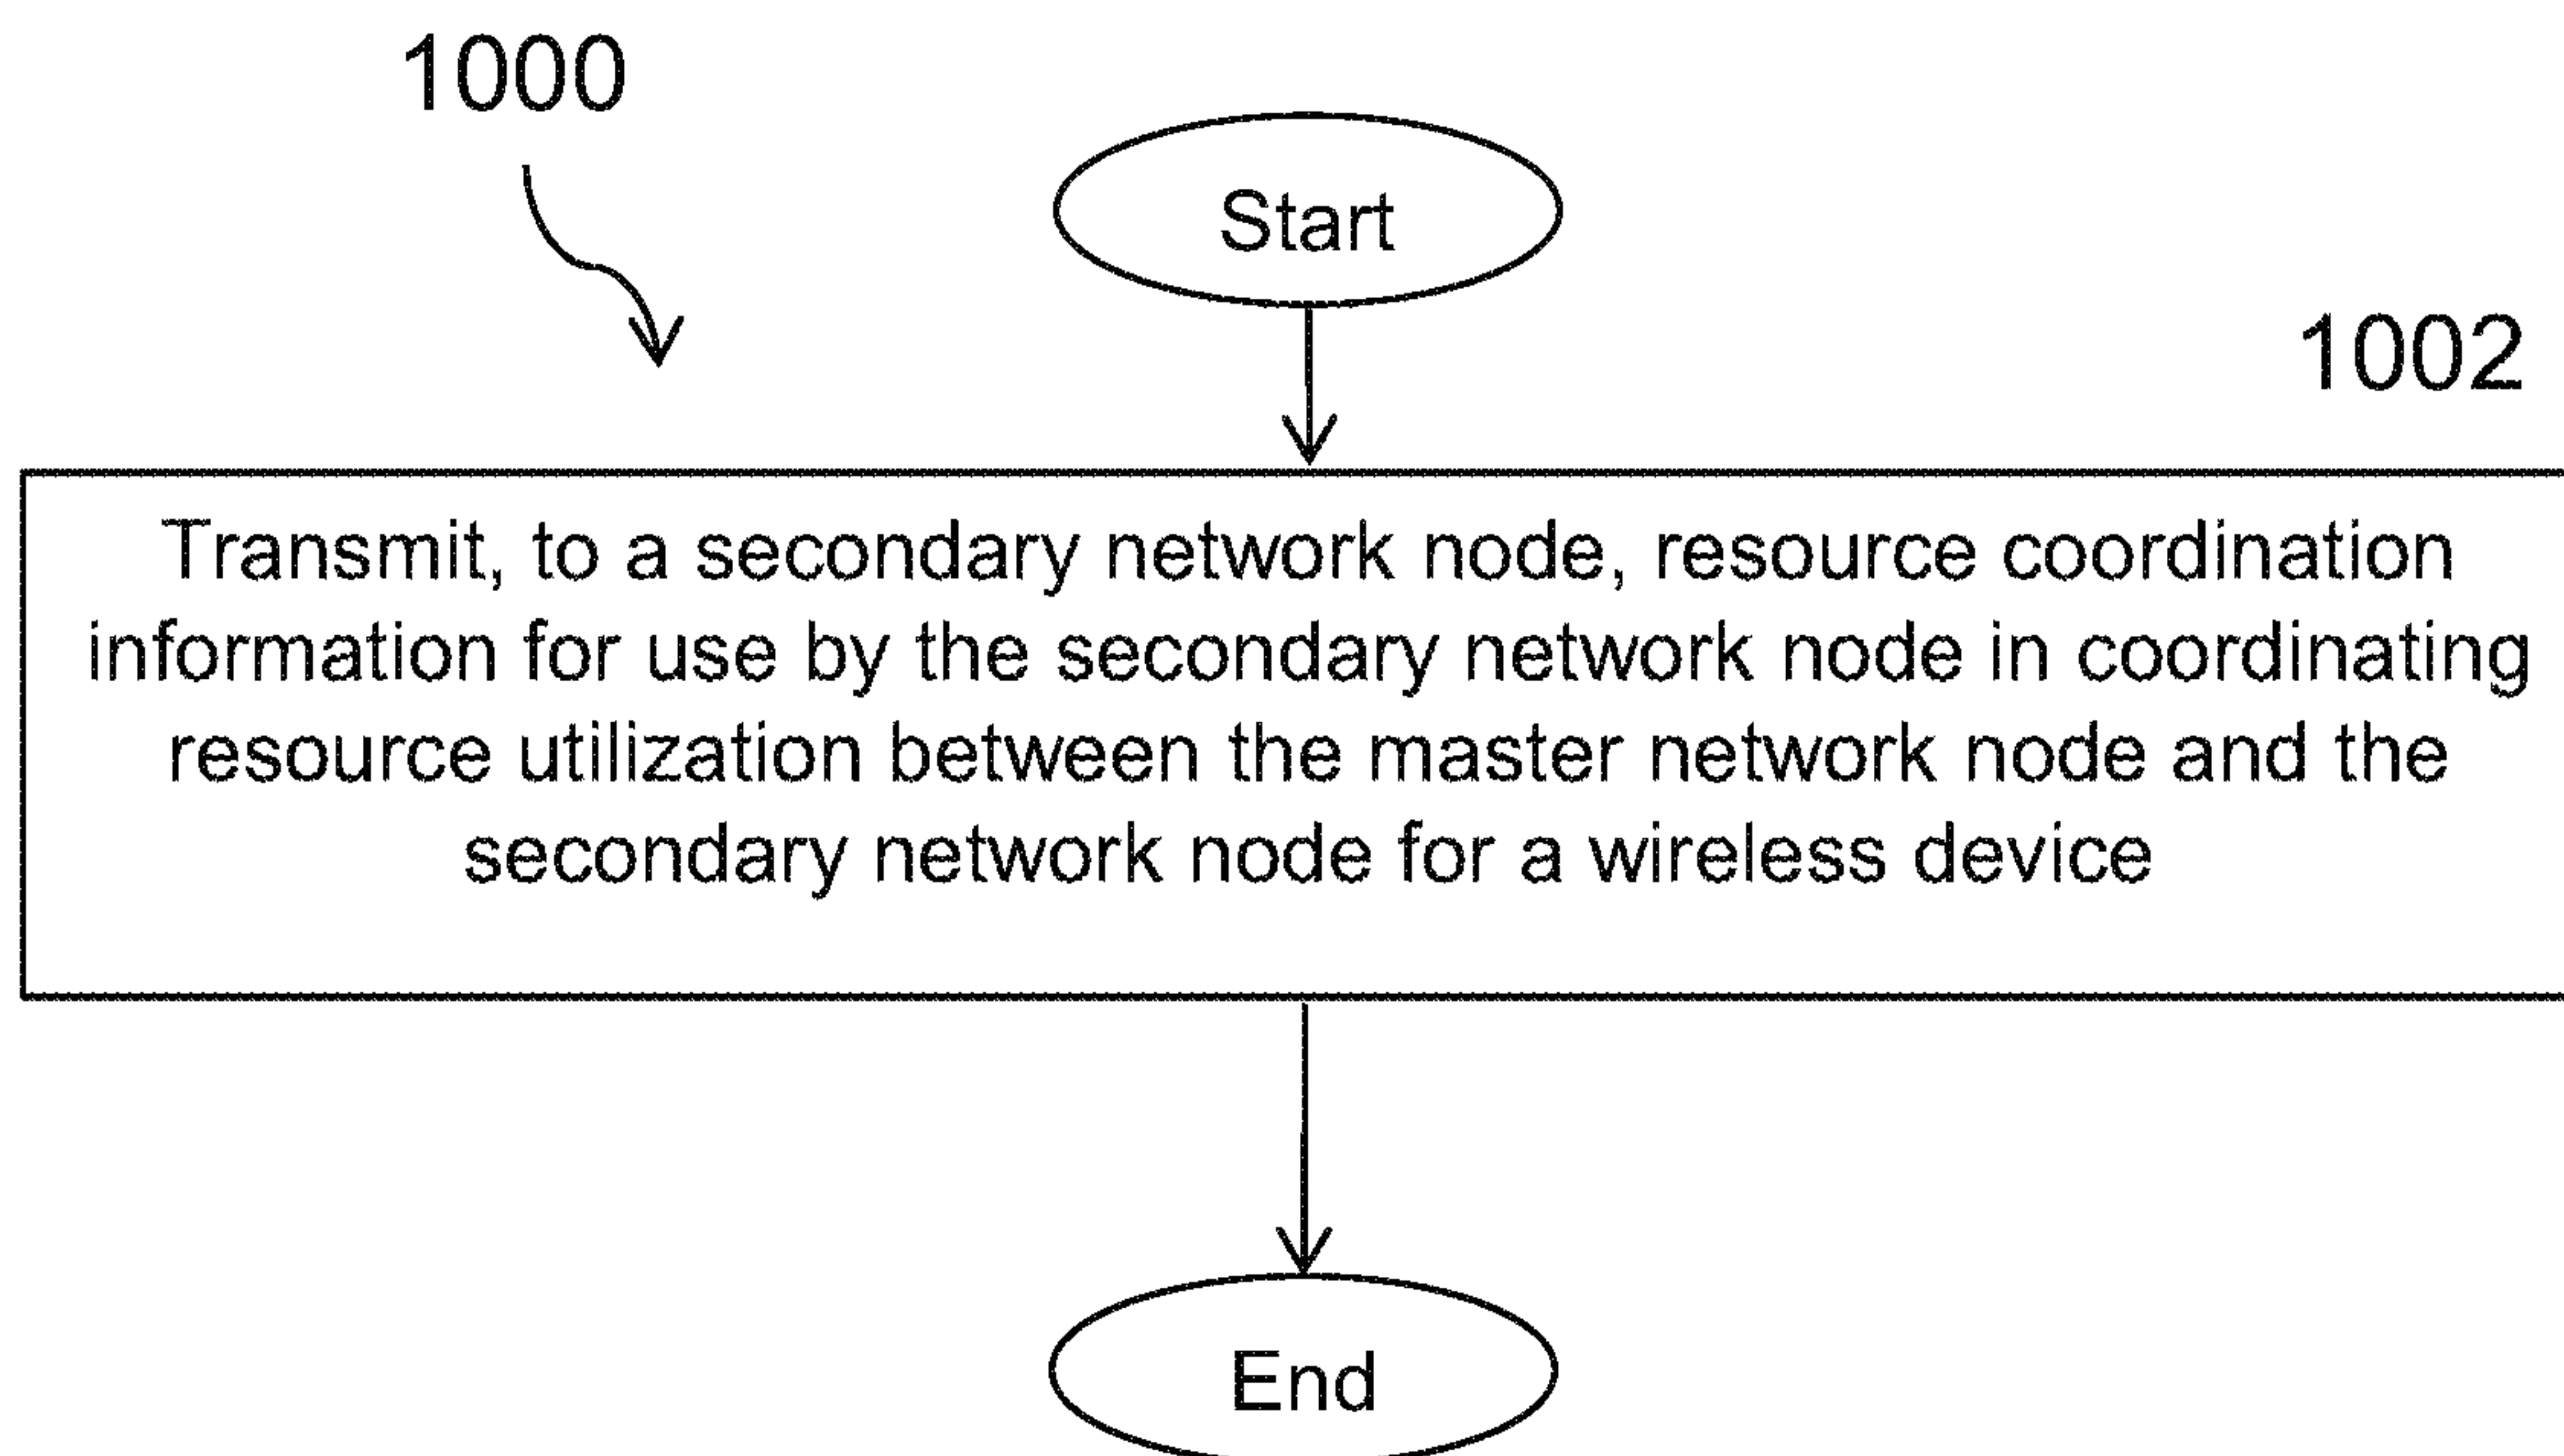 1000
Start
1002
Transmit, to a secondary network node, resource coordination
information for use by the secondary network node in coordinating
resource utilization between the master network node and the
secondary network node for a wireless device
End